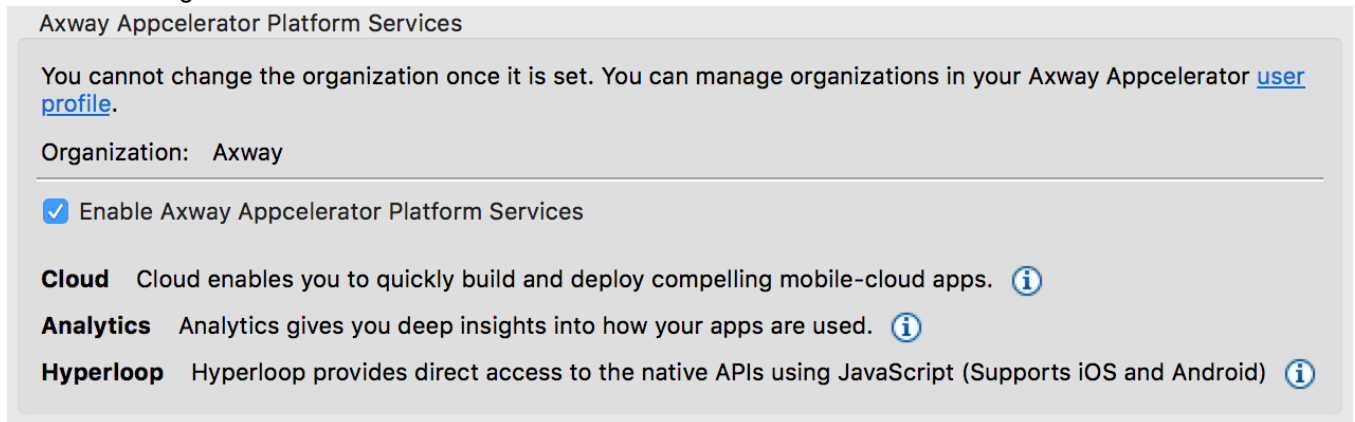 Axway Appcelerator Platform Services
You cannot change the organization once it is set. You can manage organizations in your Axway Appcelerator user
profile.
Organization: Axway
Enable Axway Appcelerator Platform Services
Cloud Cloud enables you to quickly build and deploy compelling mobile-cloud apps.
Analytics Analytics gives you deep insights into how your apps are used.
Hyperloop Hyperloop provides direct access to the native APIs using JavaScript (Supports iOS and Android)